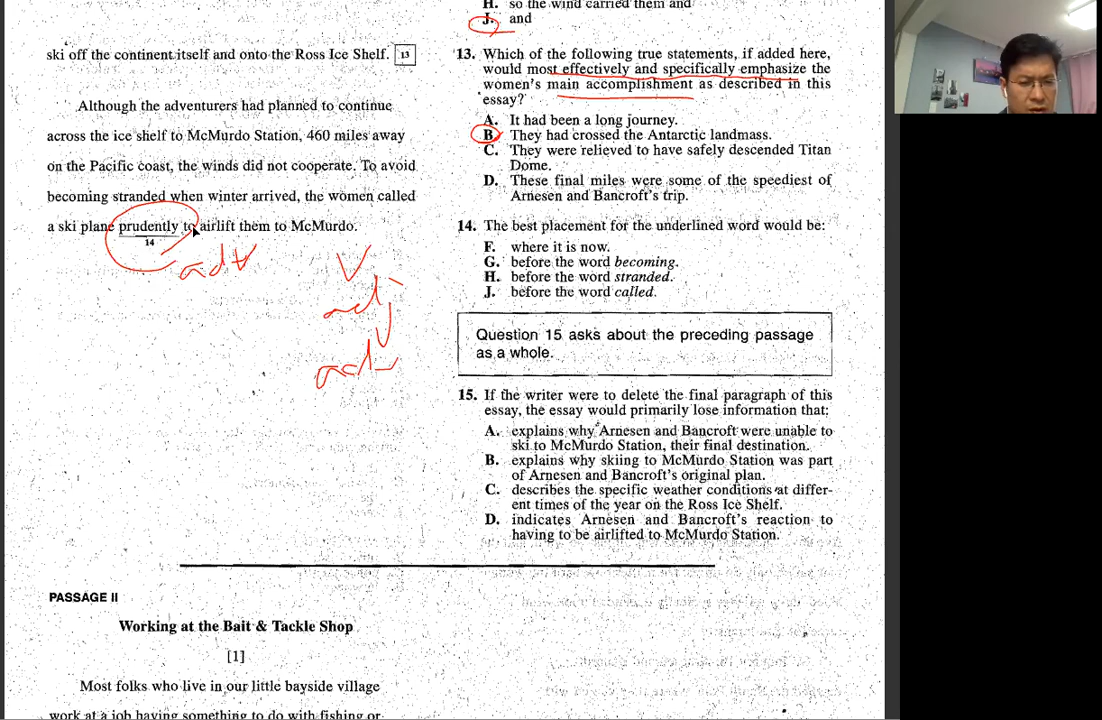 H. so the wind carried them and
J. and
ski off the continent itself and onto the Ross Ice Shelf. 13
Although the adventurers had planned to continue
across the ice shelf to McMurdo Station, 460 miles away
on the Pacific coast, the winds did not cooperate. To avoid
becoming stranded when winter arrived, the women called
a ski plane prudently to airlift them to McMurdo.
14
adv
V
adj
ad
13. Which of the following true statements, if added here,
would most effectively and specifically emphasize the
women's main accomplishment as described in this
essay?
A. It had been a long journey.
B. They had crossed the Antarctic landmass.
C. They were relieved to have safely descended Titan
Dome.
D. These final miles were some of the speediest of
Arnesen and Bancroft's trip.
14. The best placement for the underlined word would be:
F. where it is now.
G. before the word becoming.
H. before the word stranded.
J. before the word called.
Question 15 asks about the preceding passage
as a whole.
15. If the writer were to delete the final paragraph of this
essay, the essay would primarily lose information that:
A. explains why Arnesen and Bancroft were unable to
ski to McMurdo Station, their final destination.
B. explains why skiing to McMurdo Station was part
of Arnesen and Bancroft's original plan.
C. describes the specific weather conditions at differ-
ent times of the year on the Ross Ice Shelf.
D. indicates Arnesen and Bancroft's reaction to
having to be airlifted to McMurdo Station.
PASSAGE II
Working at the Bait & Tackle Shop
[1]
Most folks who live in our little bayside village
work at a job having something to do with fishing or